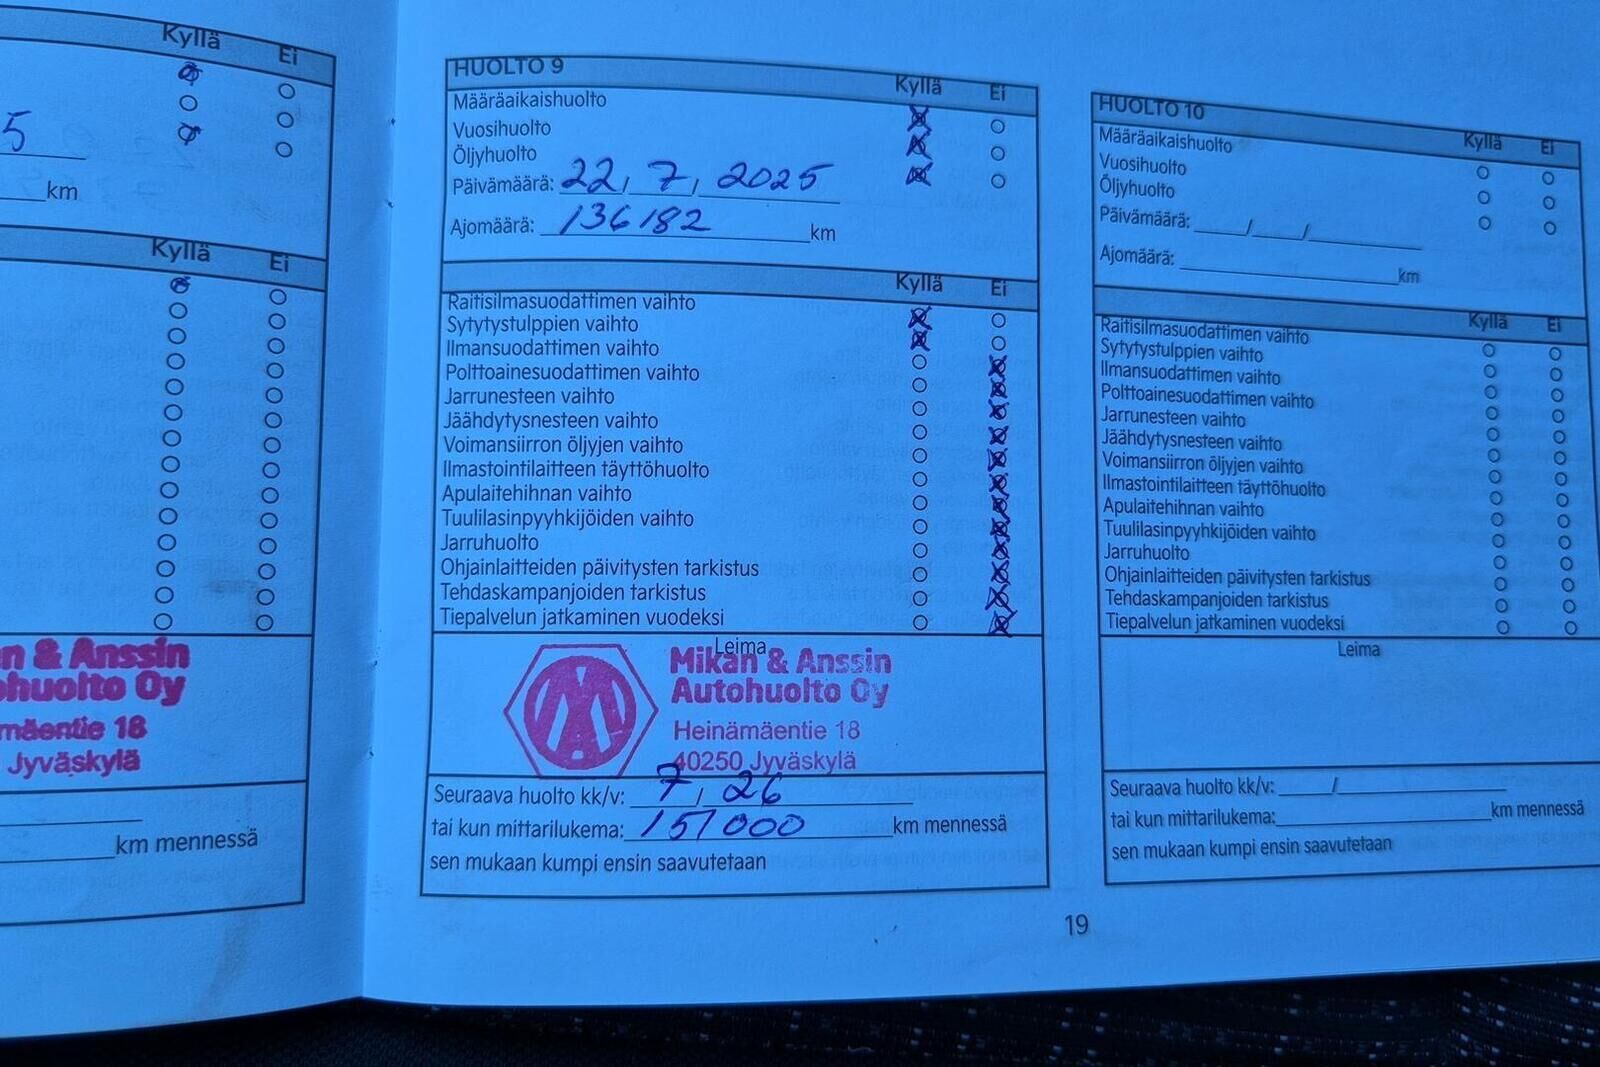 Kyllä Ei
5
km
Kyllä Ei
n & Anssin
ohuolto Oy
mäentie 18
Jyväskylä
km mennessä
HUOLTO 9
Kyllä Ei
Määräaikaishuolto
Vuosihuolto
Öljyhuolto
Päivämäärä: 22 / 7 / 2025
Ajomäärä: 136182 km
Kyllä Ei
Raitisilmasuodattimen vaihto
Sytytystulppien vaihto
Ilmansuodattimen vaihto
Polttoainesuodattimen vaihto
Jarrunesteen vaihto
Jäähdytysnesteen vaihto
Voimansiirron öljyjen vaihto
Ilmastointilaitteen täyttöhuolto
Apulaitehihnan vaihto
Tuulilasinpyyhkijöiden vaihto
Jarruhuolto
Ohjainlaitteiden päivitysten tarkistus
Tehdaskampanjoiden tarkistus
Tiepalvelun jatkaminen vuodeksi
Leima
Mikan & Anssin
Autohuolto Oy
Heinämäentie 18
40250 Jyväskylä
Seuraava huolto kk/v: 7 / 26
tai kun mittarilukema: 151000 km mennessä
sen mukaan kumpi ensin saavutetaan
HUOLTO 10
Kyllä Ei
Määräaikaishuolto
Vuosihuolto
Öljyhuolto
Päivämäärä: / /
Ajomäärä: km
Kyllä Ei
Raitisilmasuodattimen vaihto
Sytytystulppien vaihto
Ilmansuodattimen vaihto
Polttoainesuodattimen vaihto
Jarrunesteen vaihto
Jäähdytysnesteen vaihto
Voimansiirron öljyjen vaihto
Ilmastointilaitteen täyttöhuolto
Apulaitehihnan vaihto
Tuulilasinpyyhkijöiden vaihto
Jarruhuolto
Ohjainlaitteiden päivitysten tarkistus
Tehdaskampanjoiden tarkistus
Tiepalvelun jatkaminen vuodeksi
Leima
Seuraava huolto kk/v: /
tai kun mittarilukema: km mennessä
sen mukaan kumpi ensin saavutetaan
19